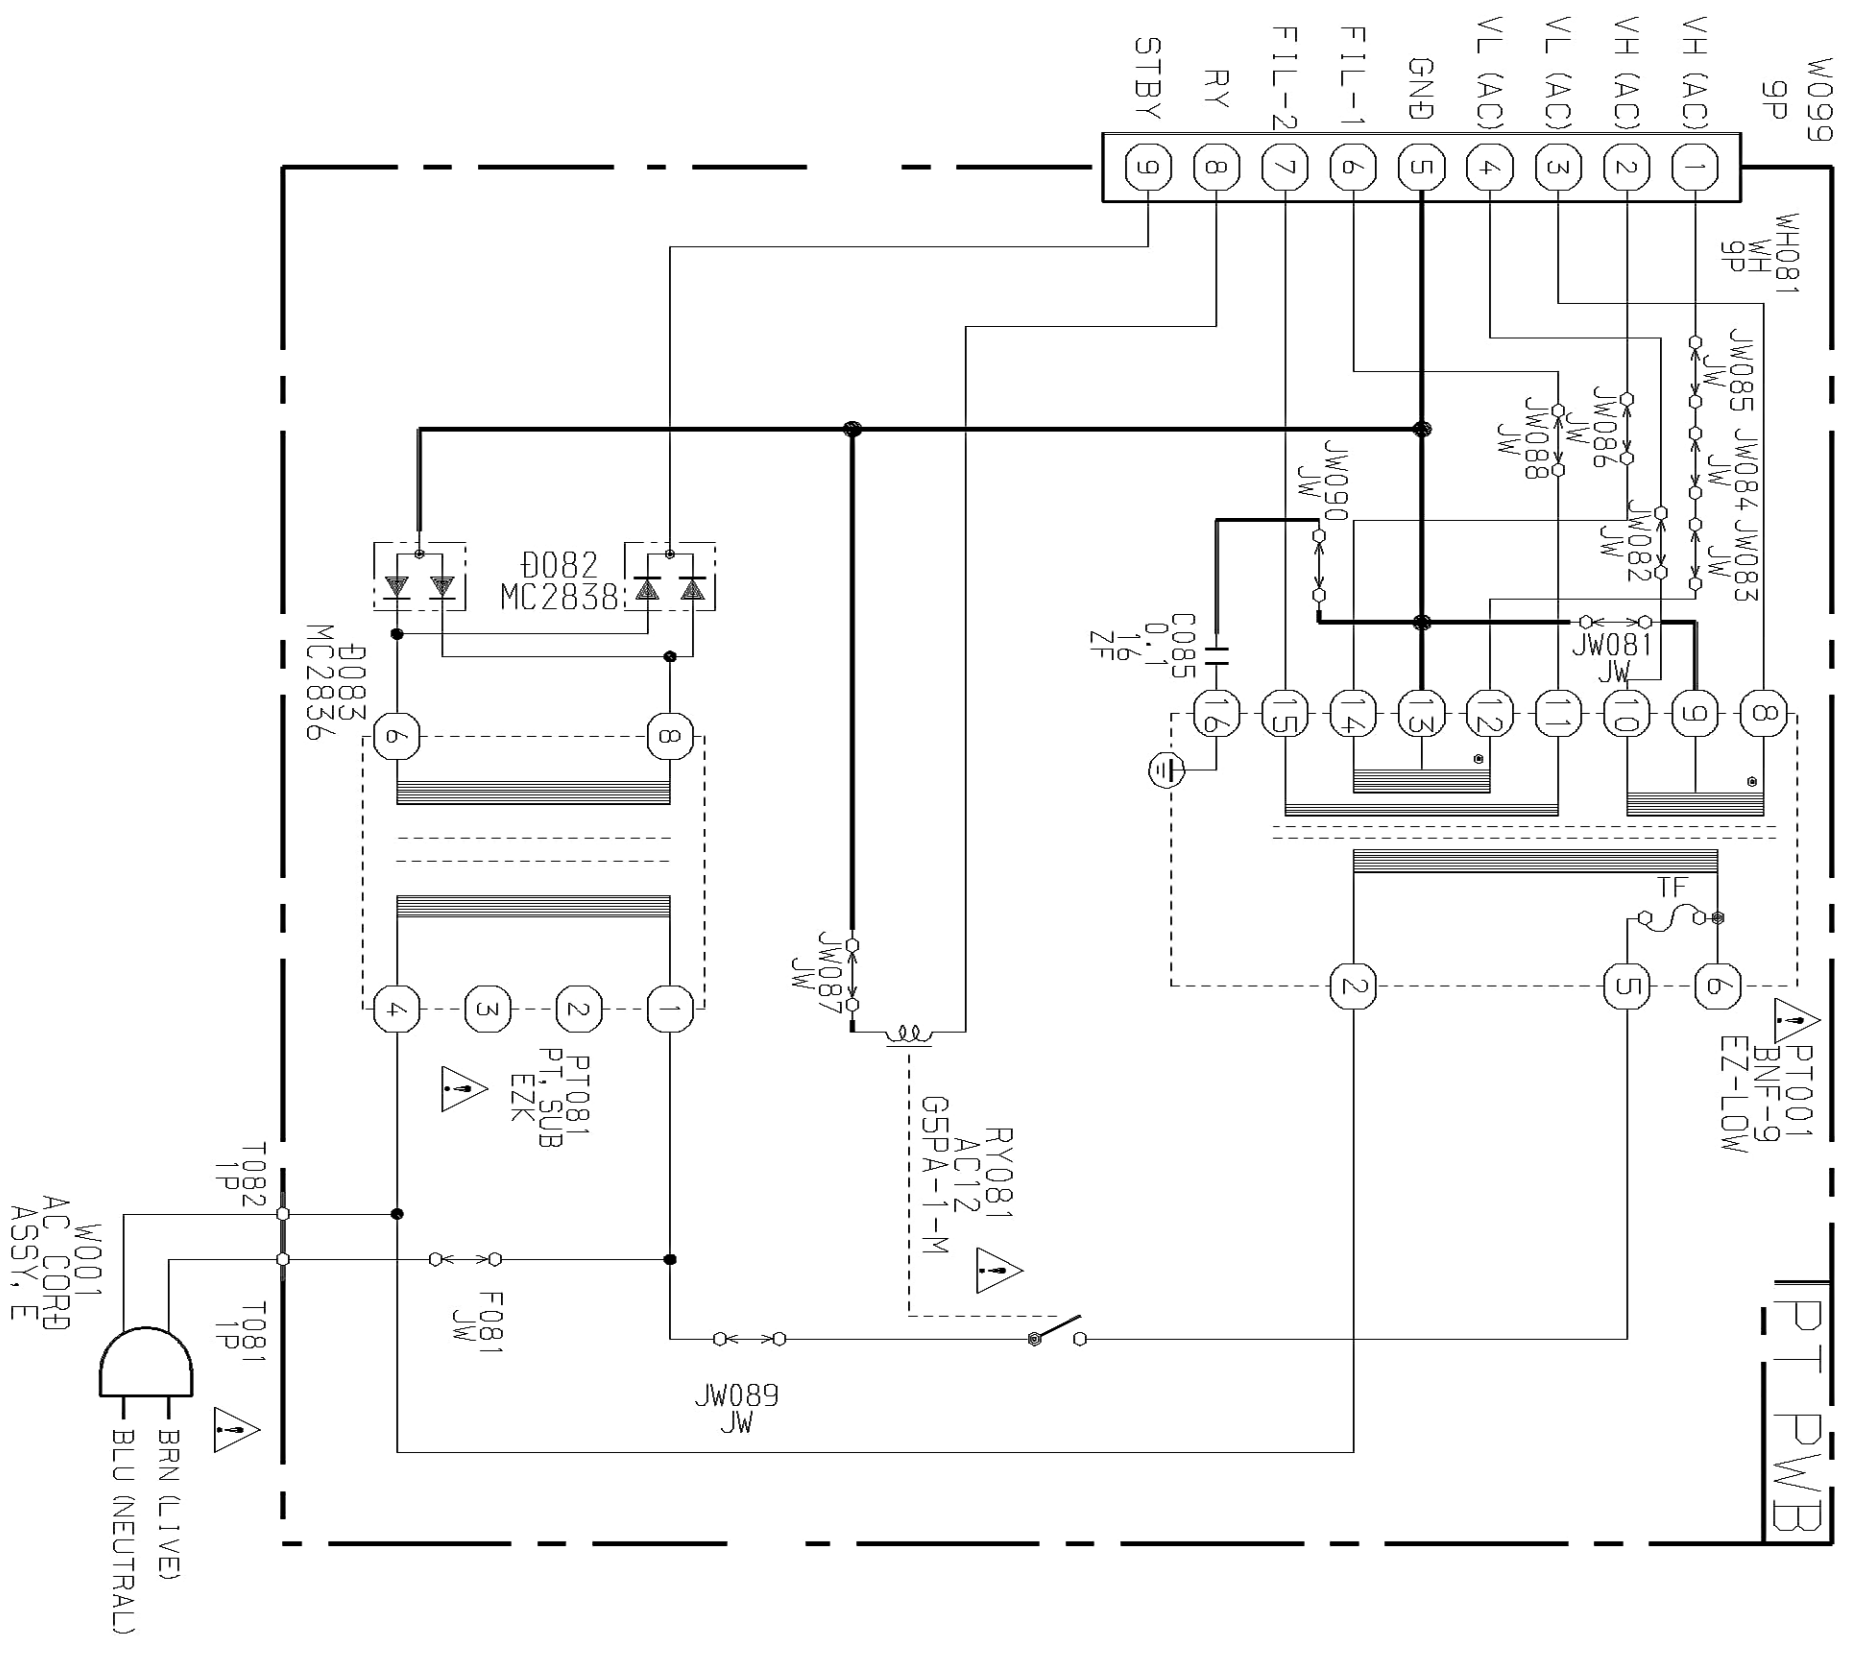 W099
9P
VH (AC)
VH (AC)
VL (AC)
VL (AC)
GND
FIL-1
FIL-2
RY
STBY
1
2
3
4
5
6
7
8
9
WH081
WH
9P
JW085
JW
JW084
JW
JW083
JW
JW086
JW
JW088
JW
JW082
JW
JW090
JW
JW081
JW
C085
0.1
16
ZF
D082
MC2838
D083
MC2836
6
8
16
15
14
13
12
11
10
9
8
TF
4
3
2
1
2
5
6
JW087
JW
PT001
BNF-9
EZ-LOW
PT081
PT,SUB
EZK
RY081
AC12
G5PA-1-M
T082
1P
T081
1P
W001
AC CORD
ASSY,E
F081
JW
JW089
JW
BRN (LIVE)
BLU (NEUTRAL)
PT PWB